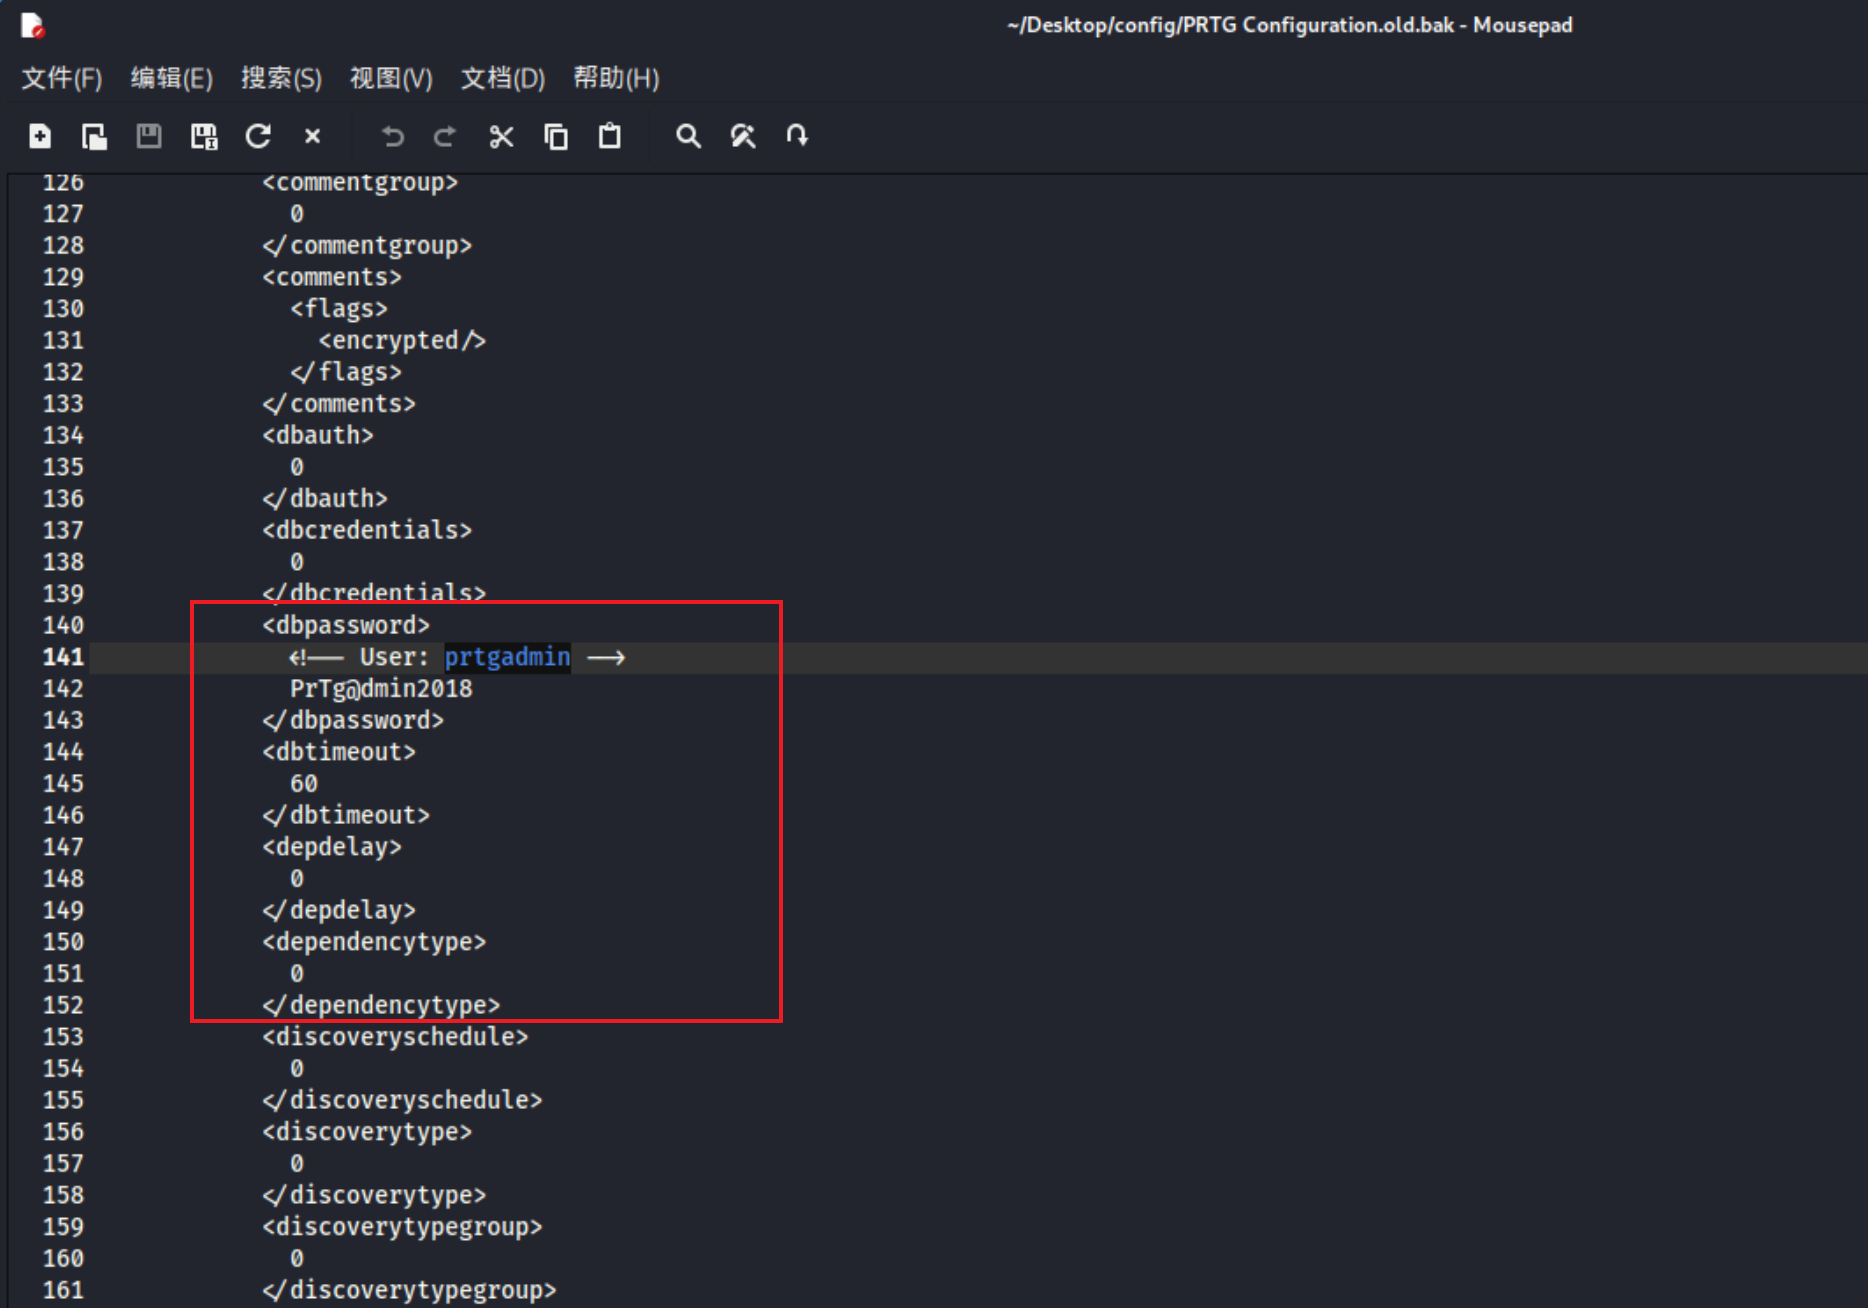 ~/Desktop/config/PRTG Configuration.old.bak - Mousepad
文件(F) 编辑(E) 搜索(S) 视图(V) 文档(D) 帮助(H)
126 <commentgroup>
127 0
128 </commentgroup>
129 <comments>
130 <flags>
131 <encrypted/>
132 </flags>
133 </comments>
134 <dbauth>
135 0
136 </dbauth>
137 <dbcredentials>
138 0
139 </dbcredentials>
140 <dbpassword>
141 <!-- User: prtgadmin -->
142 PrTg@dmin2018
143 </dbpassword>
144 <dbtimeout>
145 60
146 </dbtimeout>
147 <depdelay>
148 0
149 </depdelay>
150 <dependencytype>
151 0
152 </dependencytype>
153 <discoveryschedule>
154 0
155 </discoveryschedule>
156 <discoverytype>
157 0
158 </discoverytype>
159 <discoverytypegroup>
160 0
161 </discoverytypegroup>